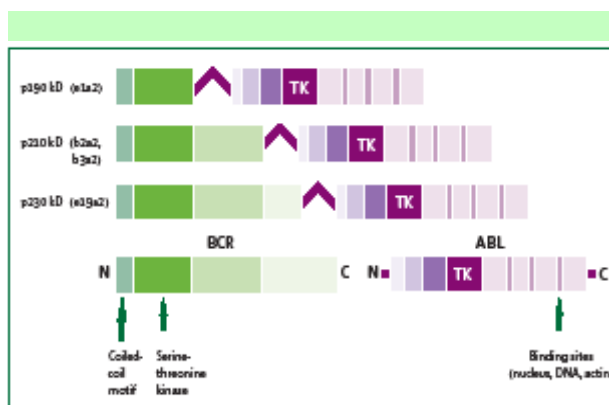 p190 kD (e1a2)
TK
p210 kD (b2a2,
b3a2)
TK
p230 kD (e19a2)
TK
BCR
ABL
N
C
N
TK
C
Coiled-
coil
motif
Serine-
threonine
kinase
Binding sites
(nucleus, DNA, actin